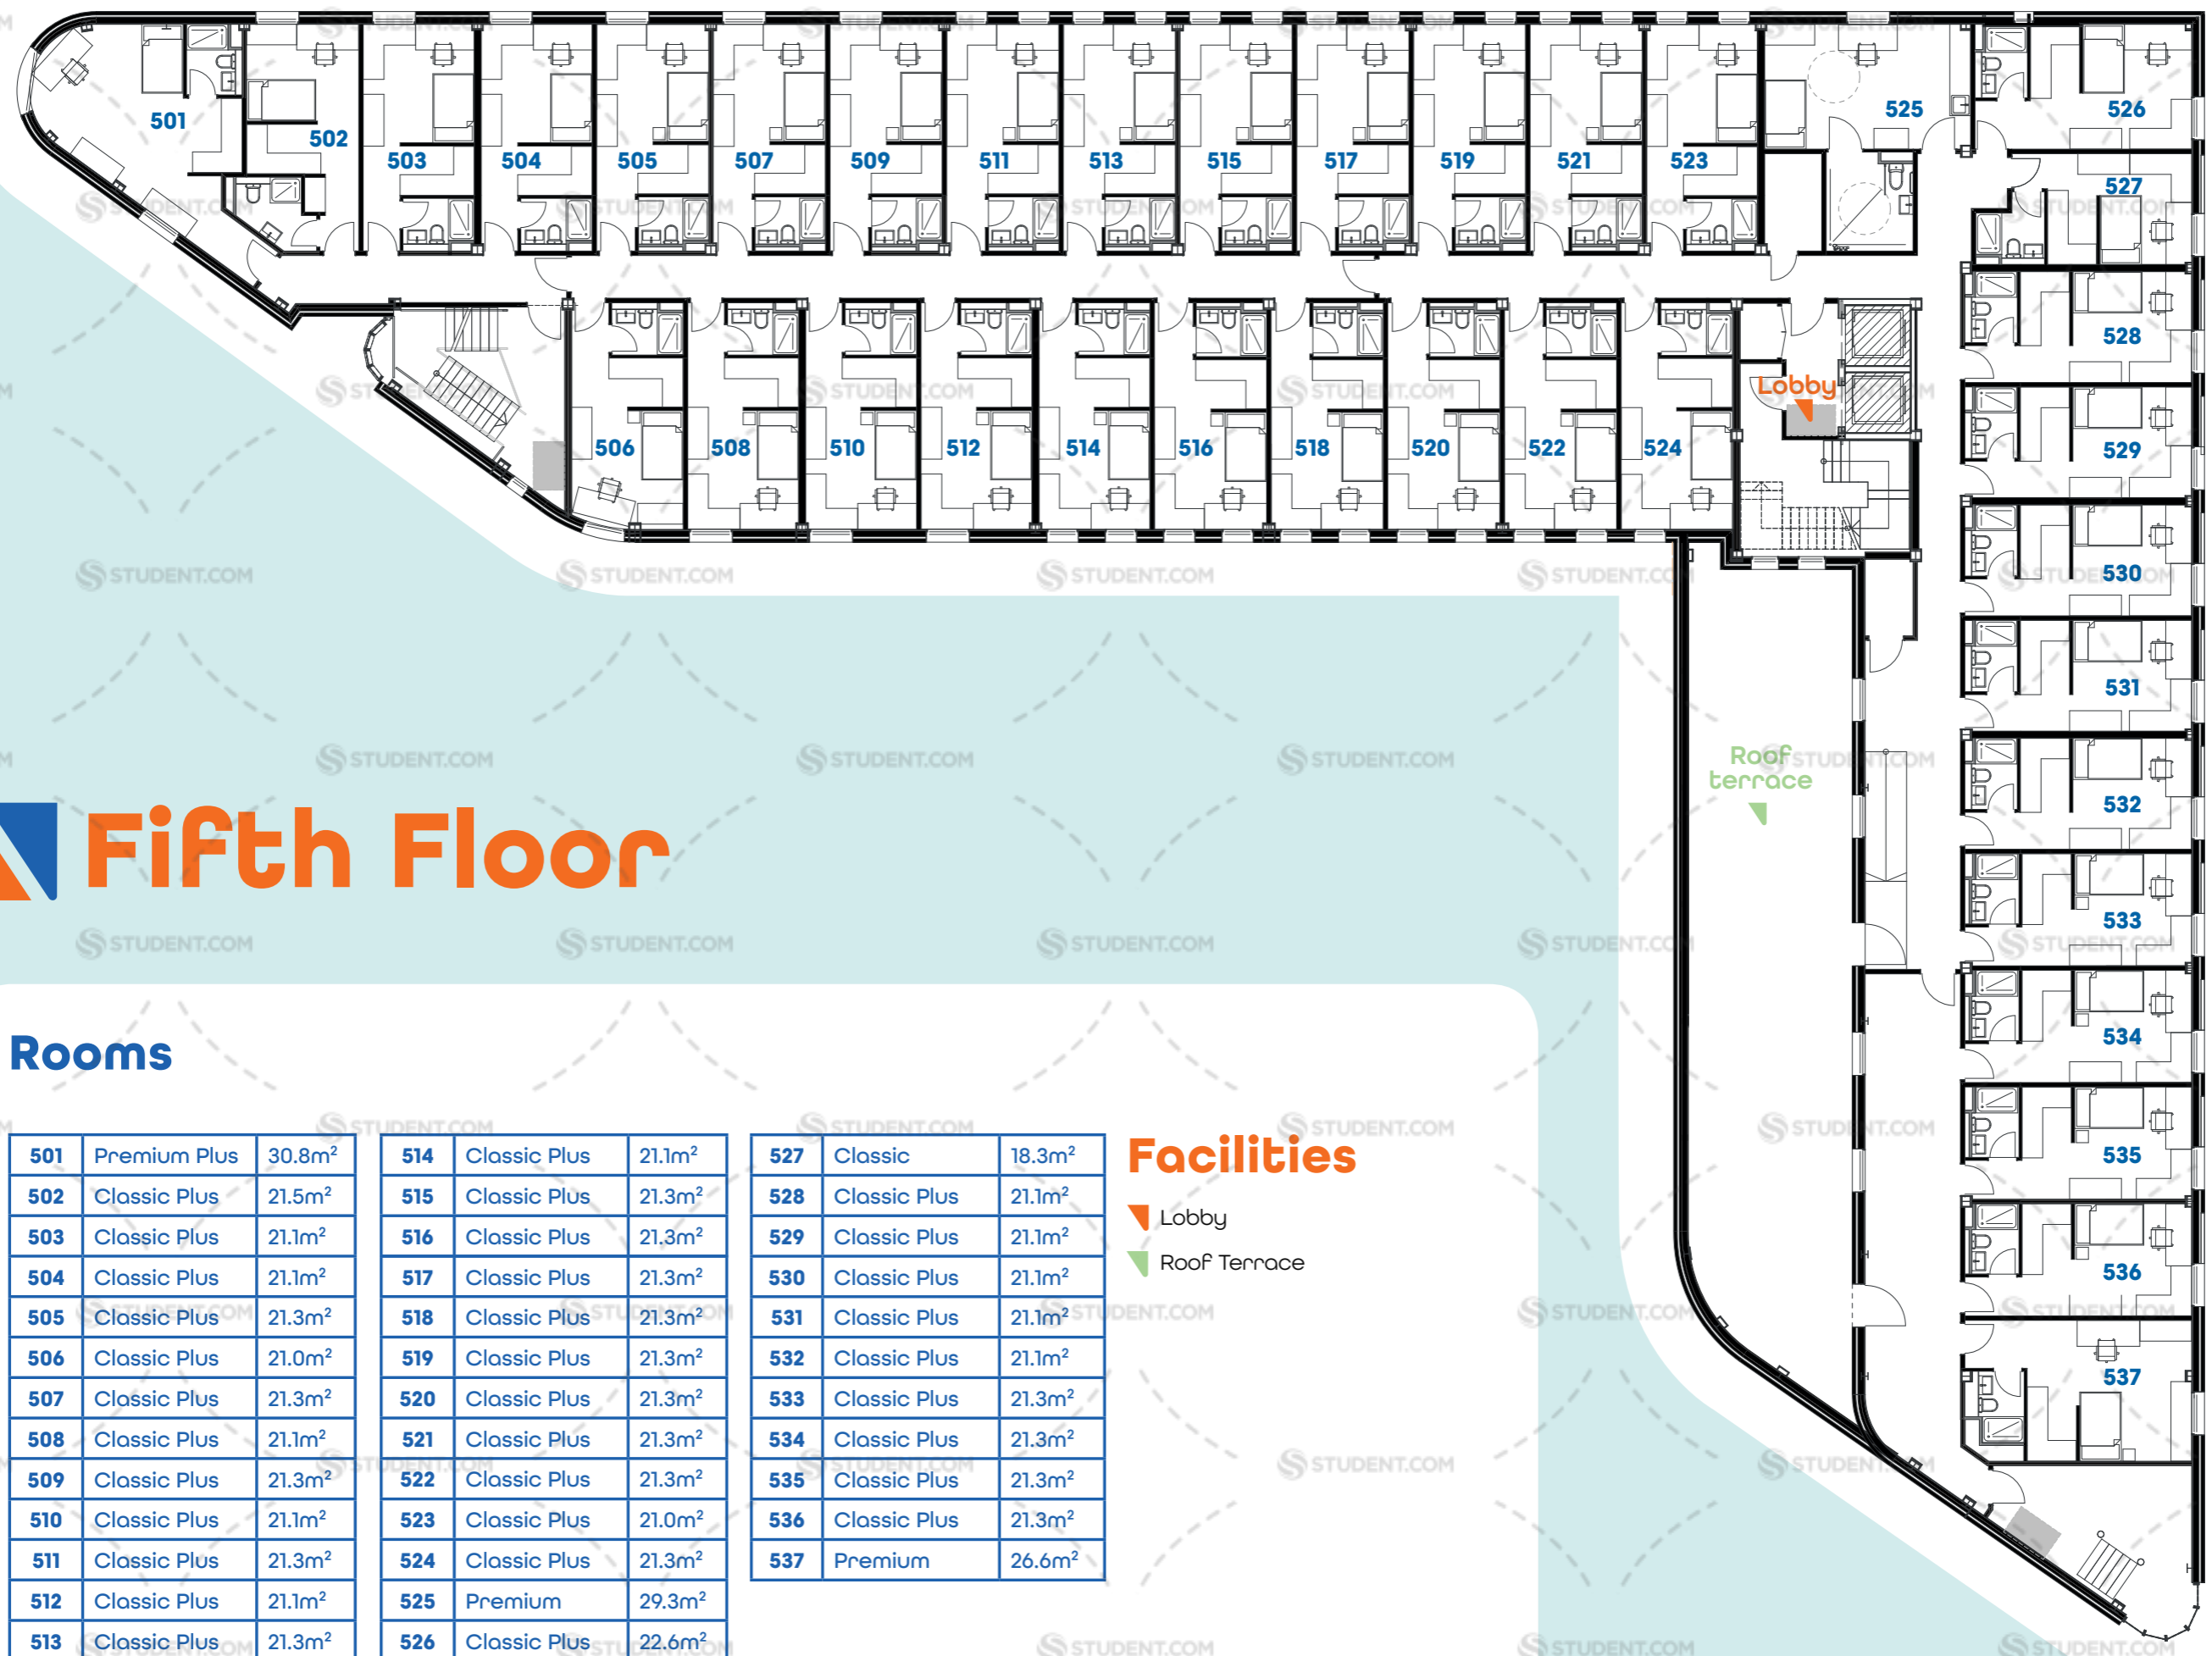 501
502
503
504
505
507
509
511
513
515
517
519
521
523
525
526
527
528
529
530
531
532
533
534
535
536
537
506
508
510
512
514
516
518
520
522
524
Lobby
Roof
terrace
Fifth Floor
Rooms
501 Premium Plus 30.8m²
502 Classic Plus 21.5m²
503 Classic Plus 21.1m²
504 Classic Plus 21.1m²
505 Classic Plus 21.3m²
506 Classic Plus 21.0m²
507 Classic Plus 21.3m²
508 Classic Plus 21.1m²
509 Classic Plus 21.3m²
510 Classic Plus 21.1m²
511 Classic Plus 21.3m²
512 Classic Plus 21.1m²
513 Classic Plus 21.3m²
514 Classic Plus 21.1m²
515 Classic Plus 21.3m²
516 Classic Plus 21.3m²
517 Classic Plus 21.3m²
518 Classic Plus 21.3m²
519 Classic Plus 21.3m²
520 Classic Plus 21.3m²
521 Classic Plus 21.3m²
522 Classic Plus 21.3m²
523 Classic Plus 21.0m²
524 Classic Plus 21.3m²
525 Premium 29.3m²
526 Classic Plus 22.6m²
527 Classic 18.3m²
528 Classic Plus 21.1m²
529 Classic Plus 21.1m²
530 Classic Plus 21.1m²
531 Classic Plus 21.1m²
532 Classic Plus 21.1m²
533 Classic Plus 21.3m²
534 Classic Plus 21.3m²
535 Classic Plus 21.3m²
536 Classic Plus 21.3m²
537 Premium 26.6m²
Facilities
Lobby
Roof Terrace
STUDENT.COM